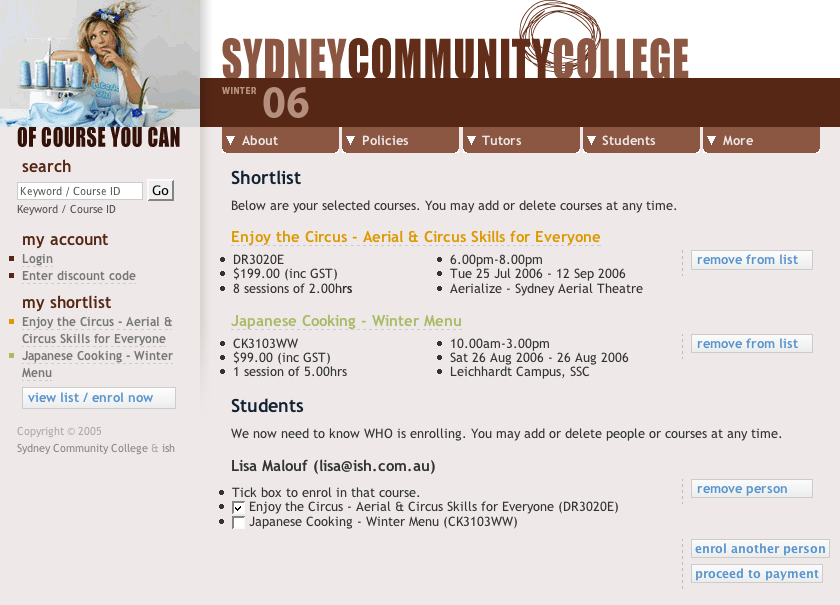 SYDNEYCOMMUNITYCOLLEGE
WINTER 06
OF COURSE YOU CAN
About
Policies
Tutors
Students
More
search
Keyword / Course ID
Go
Keyword / Course ID
my account
Login
Enter discount code
my shortlist
Enjoy the Circus - Aerial &
Circus Skills for Everyone
Japanese Cooking - Winter
Menu
view list / enrol now
Copyright © 2005
Sydney Community College & ish
Shortlist
Below are your selected courses. You may add or delete courses at any time.
Enjoy the Circus - Aerial & Circus Skills for Everyone
DR3020E
$199.00 (inc GST)
8 sessions of 2.00hrs
6.00pm-8.00pm
Tue 25 Jul 2006 - 12 Sep 2006
Aerialize - Sydney Aerial Theatre
remove from list
Japanese Cooking - Winter Menu
CK3103WW
$99.00 (inc GST)
1 session of 5.00hrs
10.00am-3.00pm
Sat 26 Aug 2006 - 26 Aug 2006
Leichhardt Campus, SSC
remove from list
Students
We now need to know WHO is enrolling. You may add or delete people or courses at any time.
Lisa Malouf (lisa@ish.com.au)
Tick box to enrol in that course.
Enjoy the Circus - Aerial & Circus Skills for Everyone (DR3020E)
Japanese Cooking - Winter Menu (CK3103WW)
remove person
enrol another person
proceed to payment